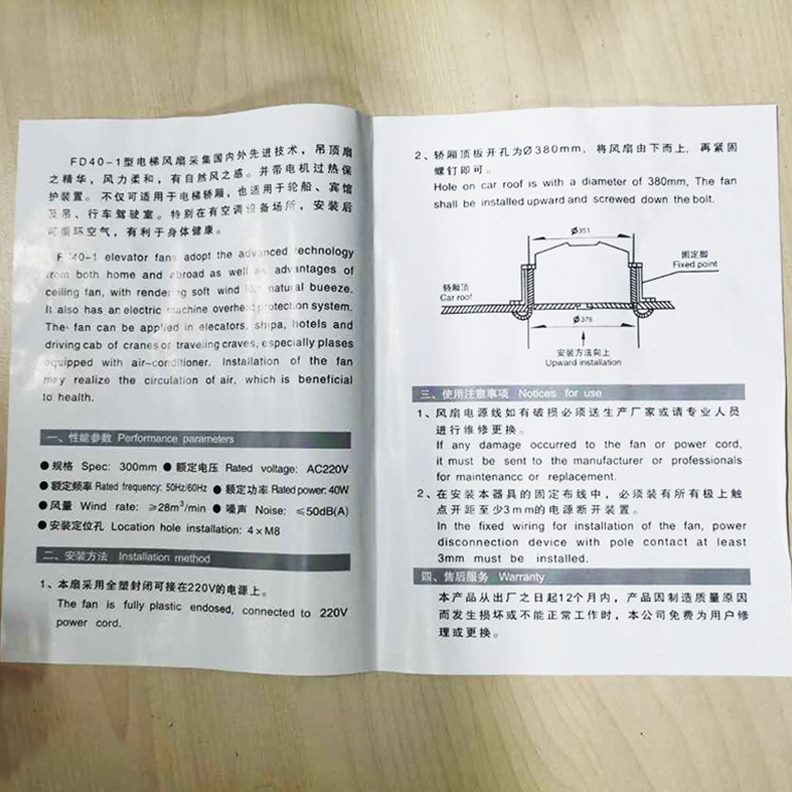 FD40-1型电梯风扇采集国内外先进技术，吊顶扇
之精华，风力柔和，有自然风之感。并带电机过热保
护装置。 不仅可适用于电梯轿厢，也适用于轮船、宾馆
及吊、行车驾驶室。特别在有空调设备场所，安装后
可循环空气，有利于身体健康。
FD40-1 elevator fans adopt the advanced technology
from both home and abroad as well as advantages of
ceiling fan, with rendering soft wind natural bueeze.
It also has an electric machine overheat protection system.
The fan can be applied in elecators, ships, hotels and
driving cab of cranes or traveling craves, especially plases
equipped with air-conditioner. Installation of the fan
may realize the circulation of air, which is beneficial
to health.
一、性能参数 Performance parameters
●规格 Spec: 300mm ●额定电压 Rated voltage: AC220V
●额定频率 Rated frequency: 50Hz/60Hz ●额定功率 Rated power: 40W
●风量 Wind rate: ≥28m³/min ●噪声 Noise: ≤50dB(A)
●安装定位孔 Location hole installation: 4×M8
二、安装方法 Installation method
1、本扇采用全塑封闭可接在220V的电源上。
The fan is fully plastic endosed, connected to 220V
power cord.
2、轿厢顶板开孔为Ø380mm，将风扇由下而上，再紧固
螺钉即可。
Hole on car roof is with a diameter of 380mm, The fan
shall be installed upward and screwed down the bolt.
Ø351
固定脚
Fixed point
轿厢顶
Car roof
Ø376
安装方法向上
Upward installation
三、使用注意事项 Notices for use
1、风扇电源线如有破损必须送生产厂家或请专业人员
进行维修更换。
If any damage occurred to the fan or power cord,
it must be sent to the manufacturer or professionals
for maintenancc or replacement.
2、在安装本器具的固定布线中，必须装有所有极上触
点开距至少3mm的电源断开装置。
In the fixed wiring for installation of the fan, power
disconnection device with pole contact at least
3mm must be installed.
四、售后服务 Warranty
本产品从出厂之日起12个月内，产品因制造质量原因
而发生损坏或不能正常工作时，本公司免费为用户修
理或更换。